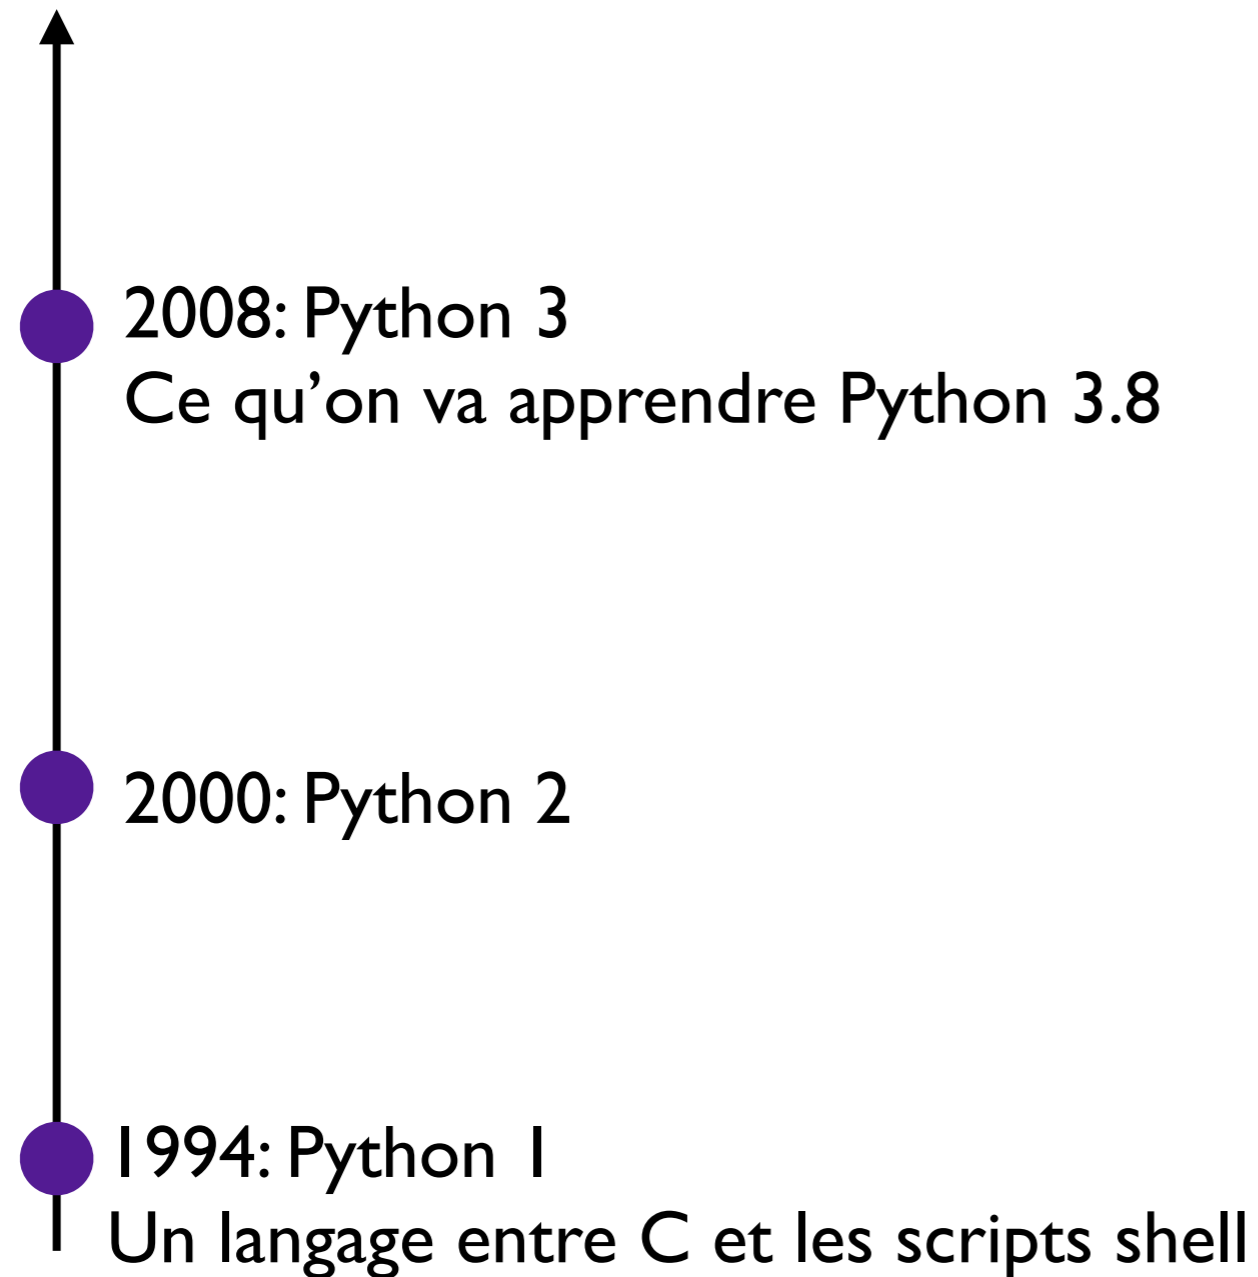 2008: Python 3
Ce qu’on va apprendre Python 3.8
2000: Python 2
1994: Python 1
Un langage entre C et les scripts shell